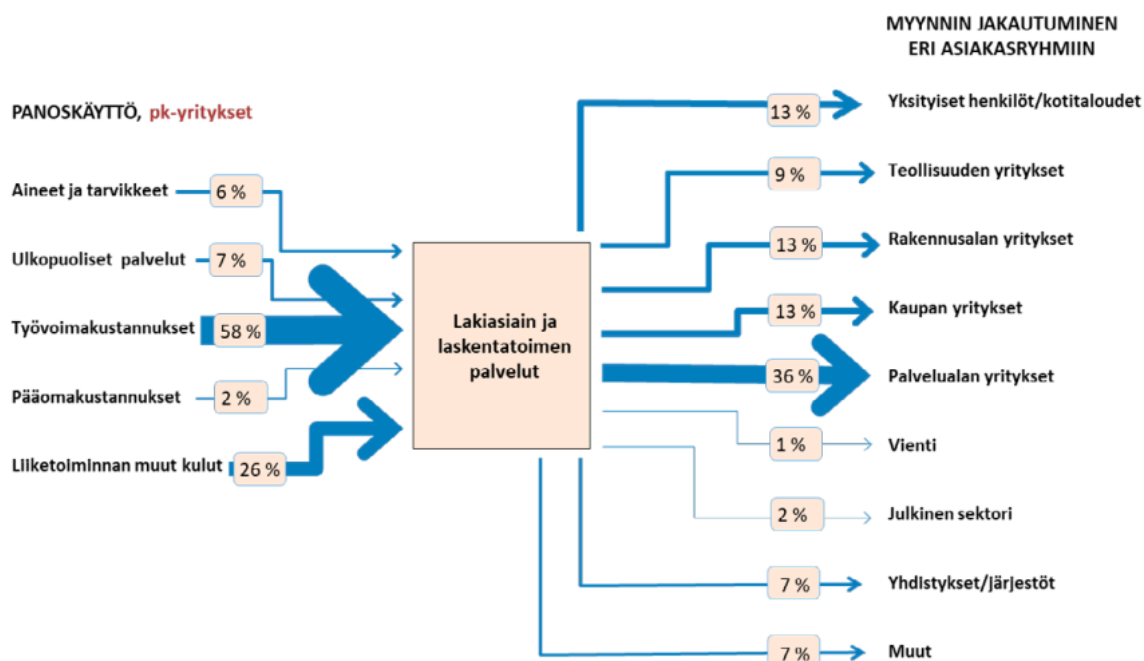 MYYNNIN JAKAUTUMINEN
ERI ASIAKASRYHMIIN
PANOSKÄYTTÖ, pk-yritykset
Aineet ja tarvikkeet 6 %
Ulkopuoliset palvelut 7 %
Työvoimakustannukset 58 %
Pääomakustannukset 2 %
Liiketoiminnan muut kulut 26 %
Lakiasiain ja
laskentatoimen
palvelut
13 % Yksityiset henkilöt/kotitaloudet
9 % Teollisuuden yritykset
13 % Rakennusalan yritykset
13 % Kaupan yritykset
36 % Palvelualan yritykset
1 % Vienti
2 % Julkinen sektori
7 % Yhdistykset/järjestöt
7 % Muut